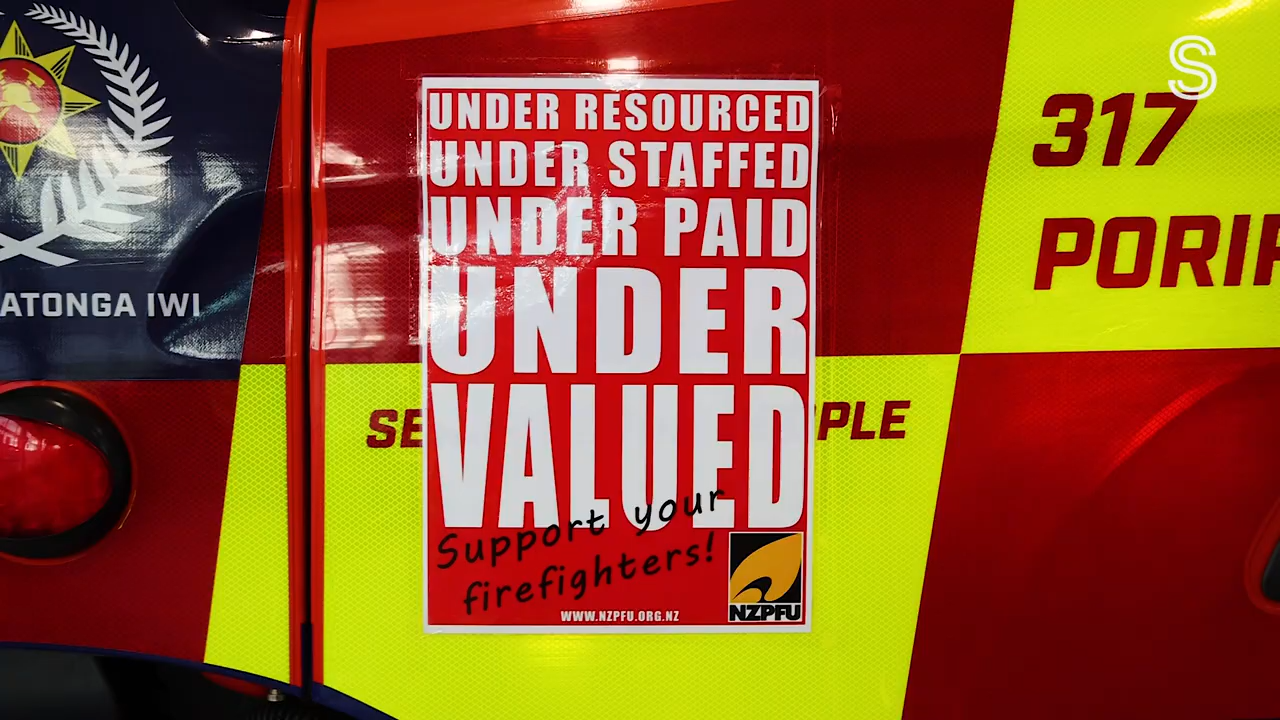 S
317
PORIR
UNDER RESOURCED
UNDER STAFFED
UNDER PAID
UNDER
VALUED
Support your
firefighters!
WWW.NZPFU.ORG.NZ
NZPFU
ATONGA IWI
SE
PLE